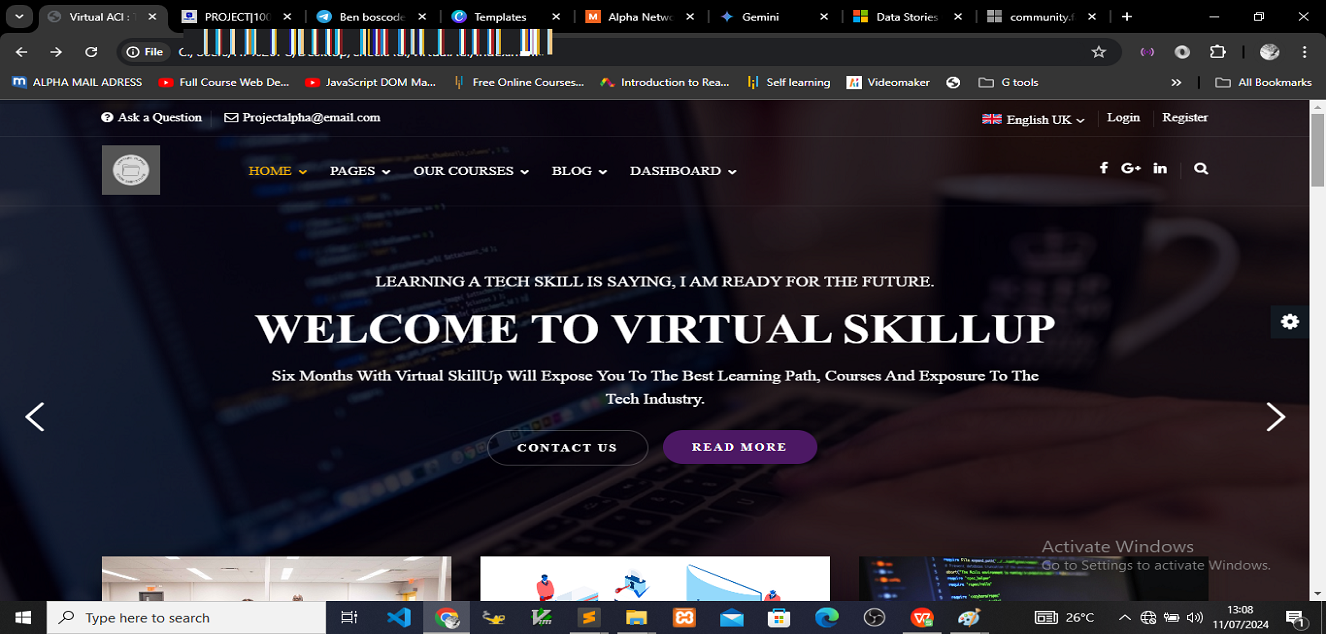 Virtual ACI : T
PROJECT|100
Ben boscode
Templates
Alpha Netwo
Gemini
Data Stories
community.f
File
ALPHA MAIL ADRESS
Full Course Web De...
JavaScript DOM Ma...
Free Online Courses...
Introduction to Rea...
Self learning
Videomaker
G tools
All Bookmarks
Ask a Question
Projectalpha@email.com
English UK
Login
Register
HOME
PAGES
OUR COURSES
BLOG
DASHBOARD
LEARNING A TECH SKILL IS SAYING, I AM READY FOR THE FUTURE.
WELCOME TO VIRTUAL SKILLUP
Six Months With Virtual SkillUp Will Expose You To The Best Learning Path, Courses And Exposure To The
Tech Industry.
CONTACT US
READ MORE
Activate Windows
Go to Settings to activate Windows.
Type here to search
26°C
13:08
11/07/2024
1